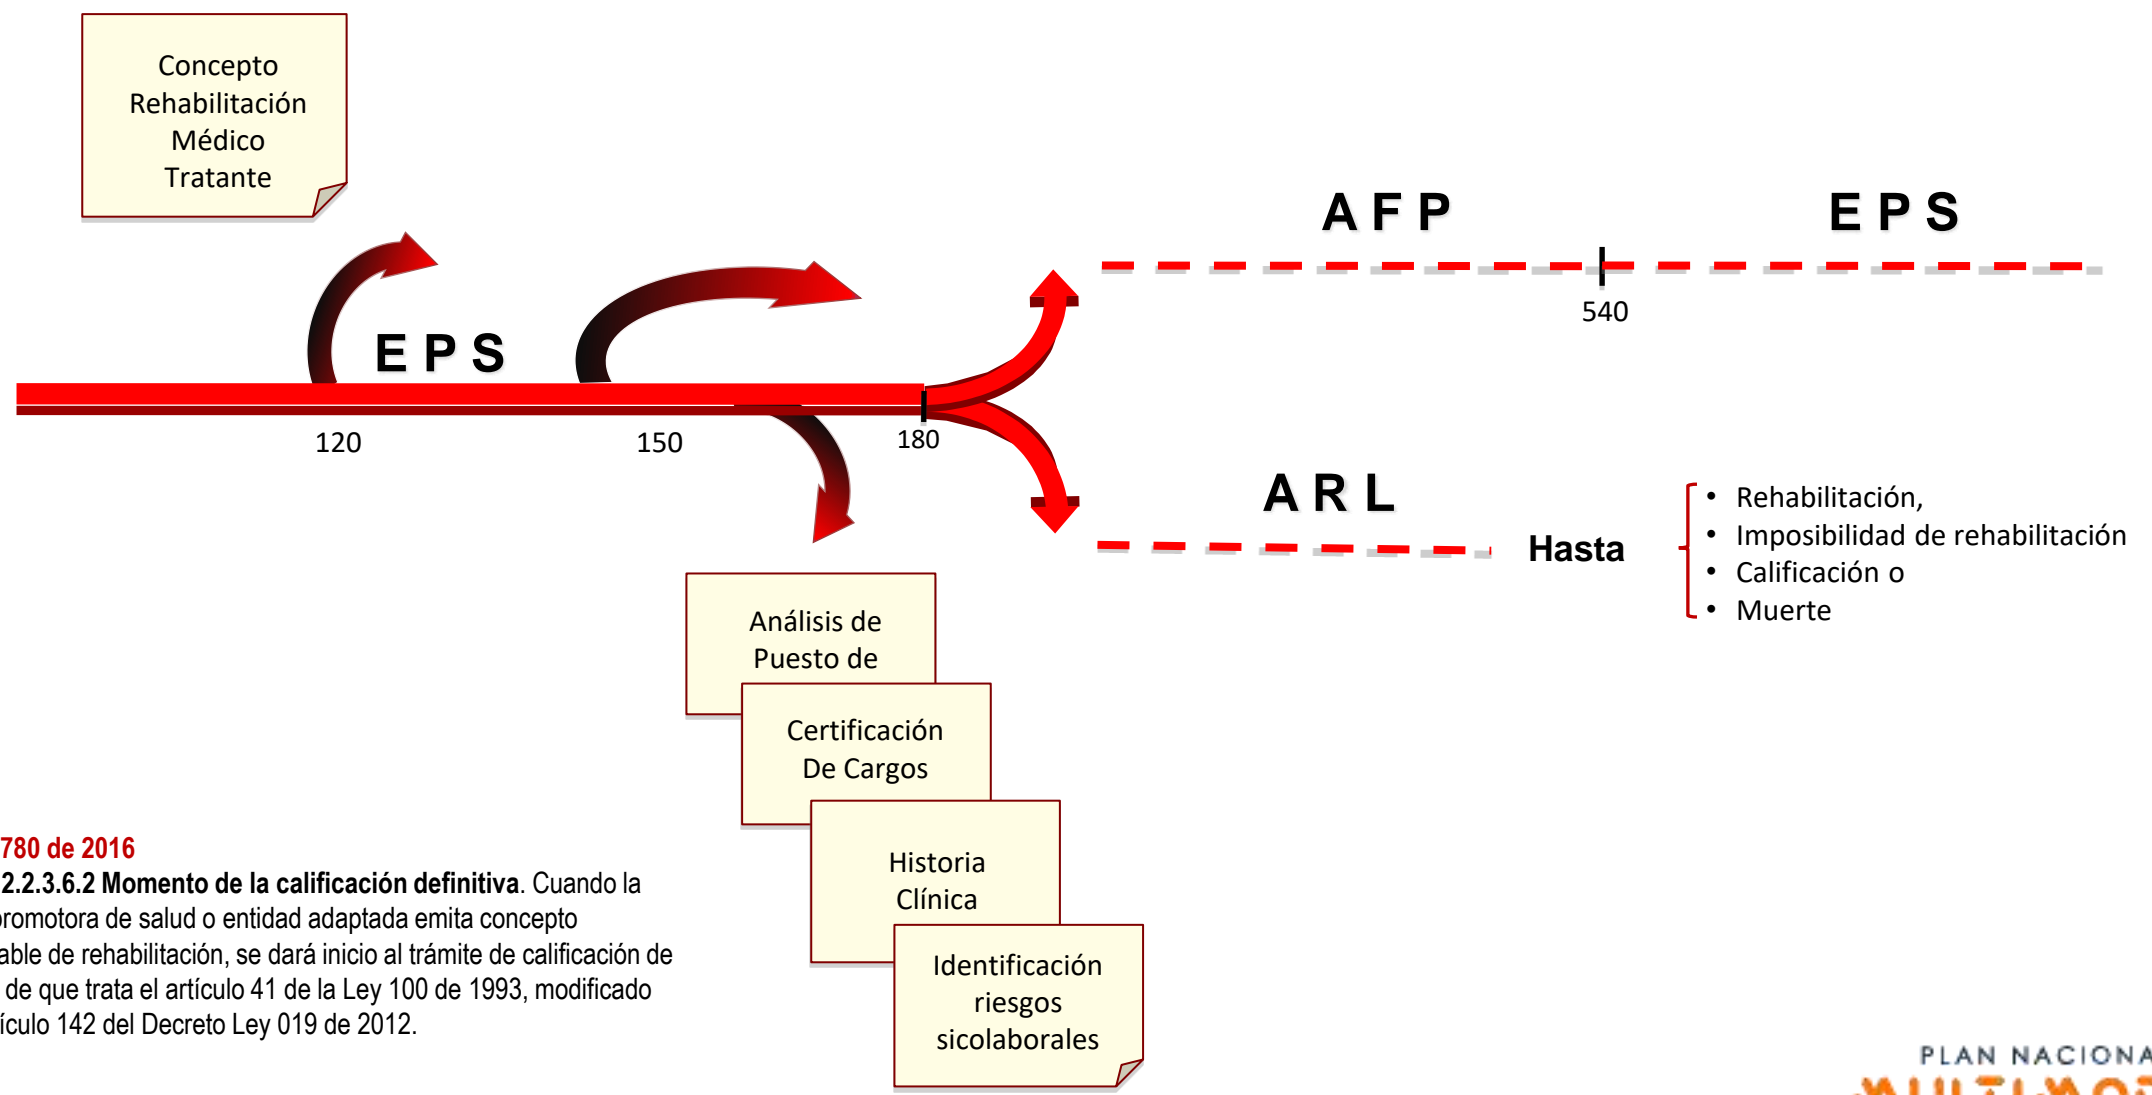 Concepto
Rehabilitación
Médico
Tratante
A F P
E P S
540
E P S
120
150
180
A R L
Hasta
• Rehabilitación,
• Imposibilidad de rehabilitación
• Calificación o
• Muerte
Análisis de
Puesto de
Certificación
De Cargos
Historia
Clínica
Identificación
riesgos
sicolaborales
780 de 2016
2.2.3.6.2 Momento de la calificación definitiva. Cuando la
promotora de salud o entidad adaptada emita concepto
able de rehabilitación, se dará inicio al trámite de calificación de
de que trata el artículo 41 de la Ley 100 de 1993, modificado
ículo 142 del Decreto Ley 019 de 2012.
PLAN NACIONA